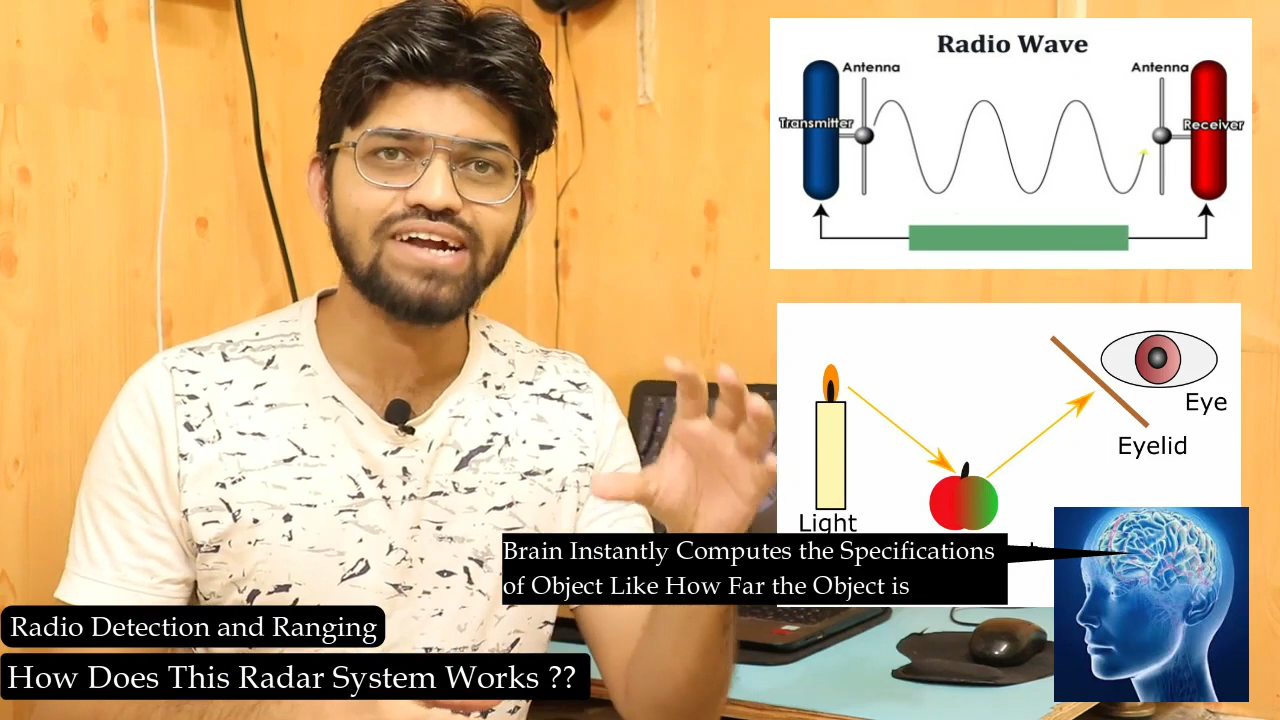 Radio Wave
Antenna
Antenna
Transmitter
Receiver
Eye
Eyelid
Light
Brain Instantly Computes the Specifications
of Object Like How Far the Object is
Radio Detection and Ranging
How Does This Radar System Works ??